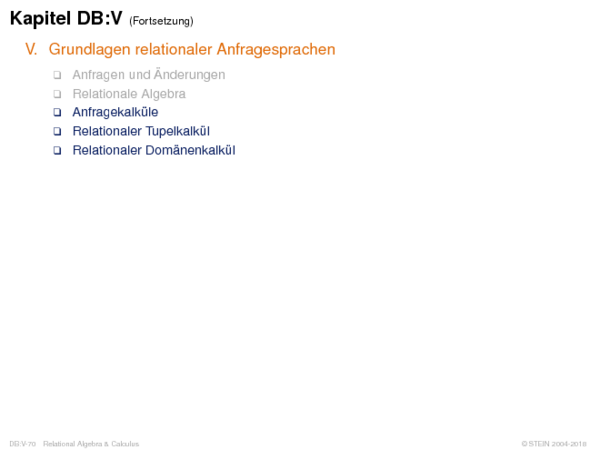 Kapitel DB:V (Fortsetzung)
V. Grundlagen relationaler Anfragesprachen
❑ Anfragen und Änderungen
❑ Relationale Algebra
❑ Anfragekalküle
❑ Relationaler Tupelkalkül
❑ Relationaler Domänenkalkül
DB:V-70 Relational Algebra & Calculus © STEIN 2004-2018